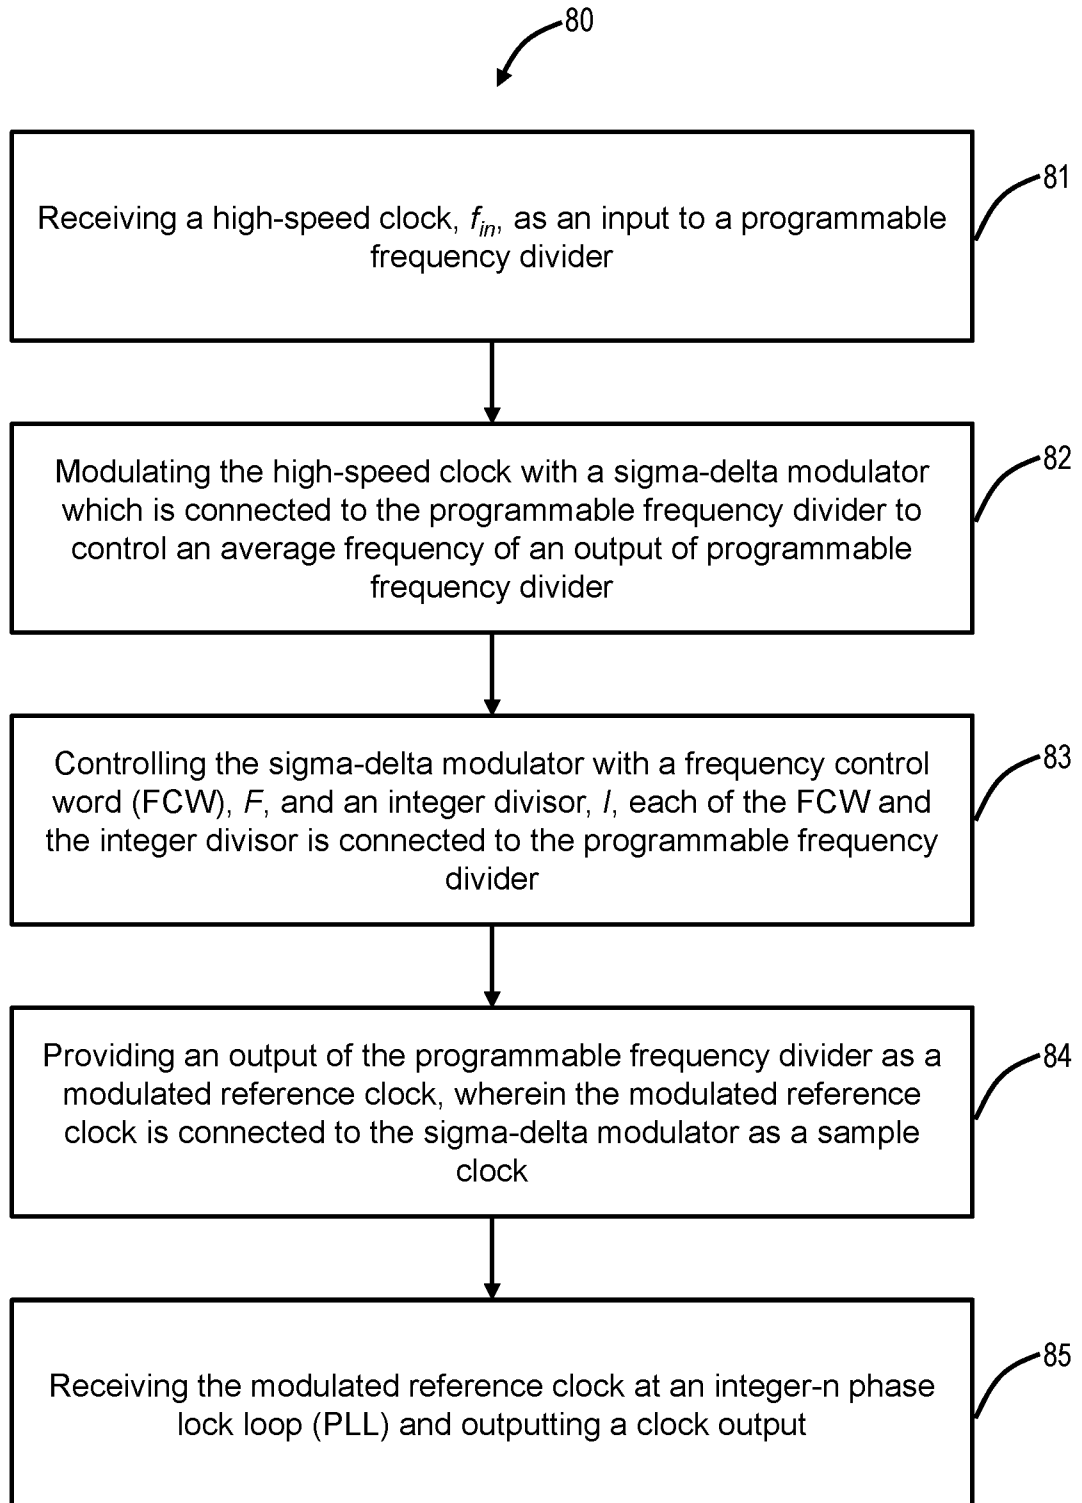 80
81
Receiving a high-speed clock, fin, as an input to a programmable
frequency divider
82
Modulating the high-speed clock with a sigma-delta modulator
which is connected to the programmable frequency divider to
control an average frequency of an output of programmable
frequency divider
83
Controlling the sigma-delta modulator with a frequency control
word (FCW), F, and an integer divisor, I, each of the FCW and
the integer divisor is connected to the programmable frequency
divider
84
Providing an output of the programmable frequency divider as a
modulated reference clock, wherein the modulated reference
clock is connected to the sigma-delta modulator as a sample
clock
85
Receiving the modulated reference clock at an integer-n phase
lock loop (PLL) and outputting a clock output